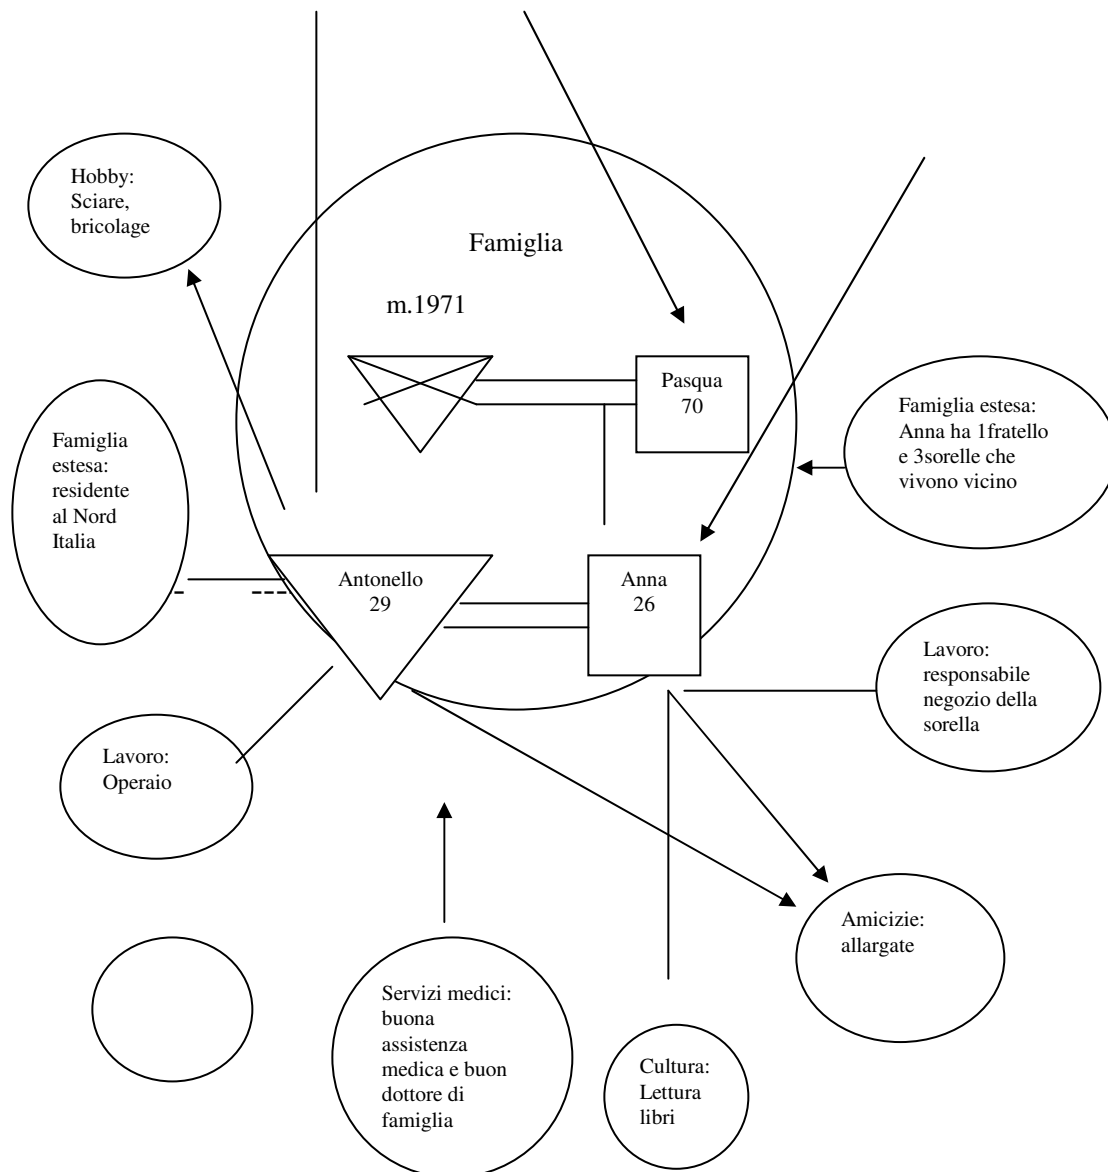 Hobby:
Sciare,
bricolage
Famiglia
m.1971
Pasqua
70
Famiglia estesa:
Anna ha 1fratello
e 3sorelle che
vivono vicino
Famiglia
estesa:
residente
al Nord
Italia
Antonello
29
Anna
26
Lavoro:
responsabile
negozio della
sorella
Lavoro:
Operaio
Amicizie:
allargate
Servizi medici:
buona
assistenza
medica e buon
dottore di
famiglia
Cultura:
Lettura
libri